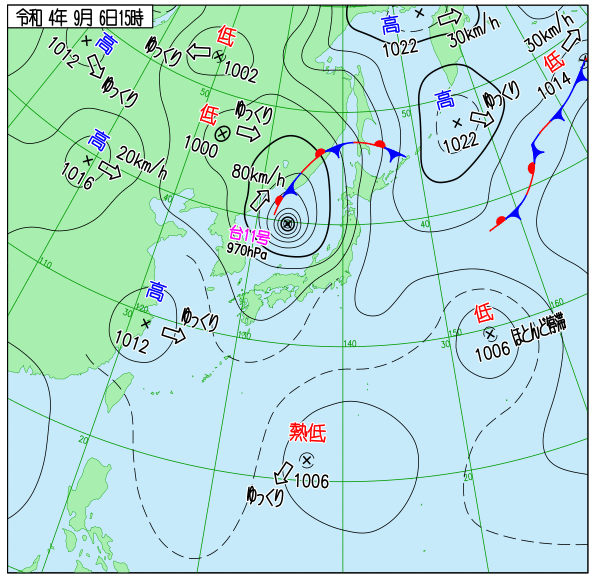 令和 4年 9月 6日15時
高
1012
ゆっくり
ゆっくり
低
1002
高
1022
30km/h
30km/h
低
1014
低
1000
ゆっくり
50
50
高
1022
ゆっくり
高
1016
20km/h
80km/h
40
40
台11号
970hPa
110
高
1012
ゆっくり
30
120
130
140
30
150
160
低
1006
ほとんど停滞
熱低
1006
ゆっくり
20
20